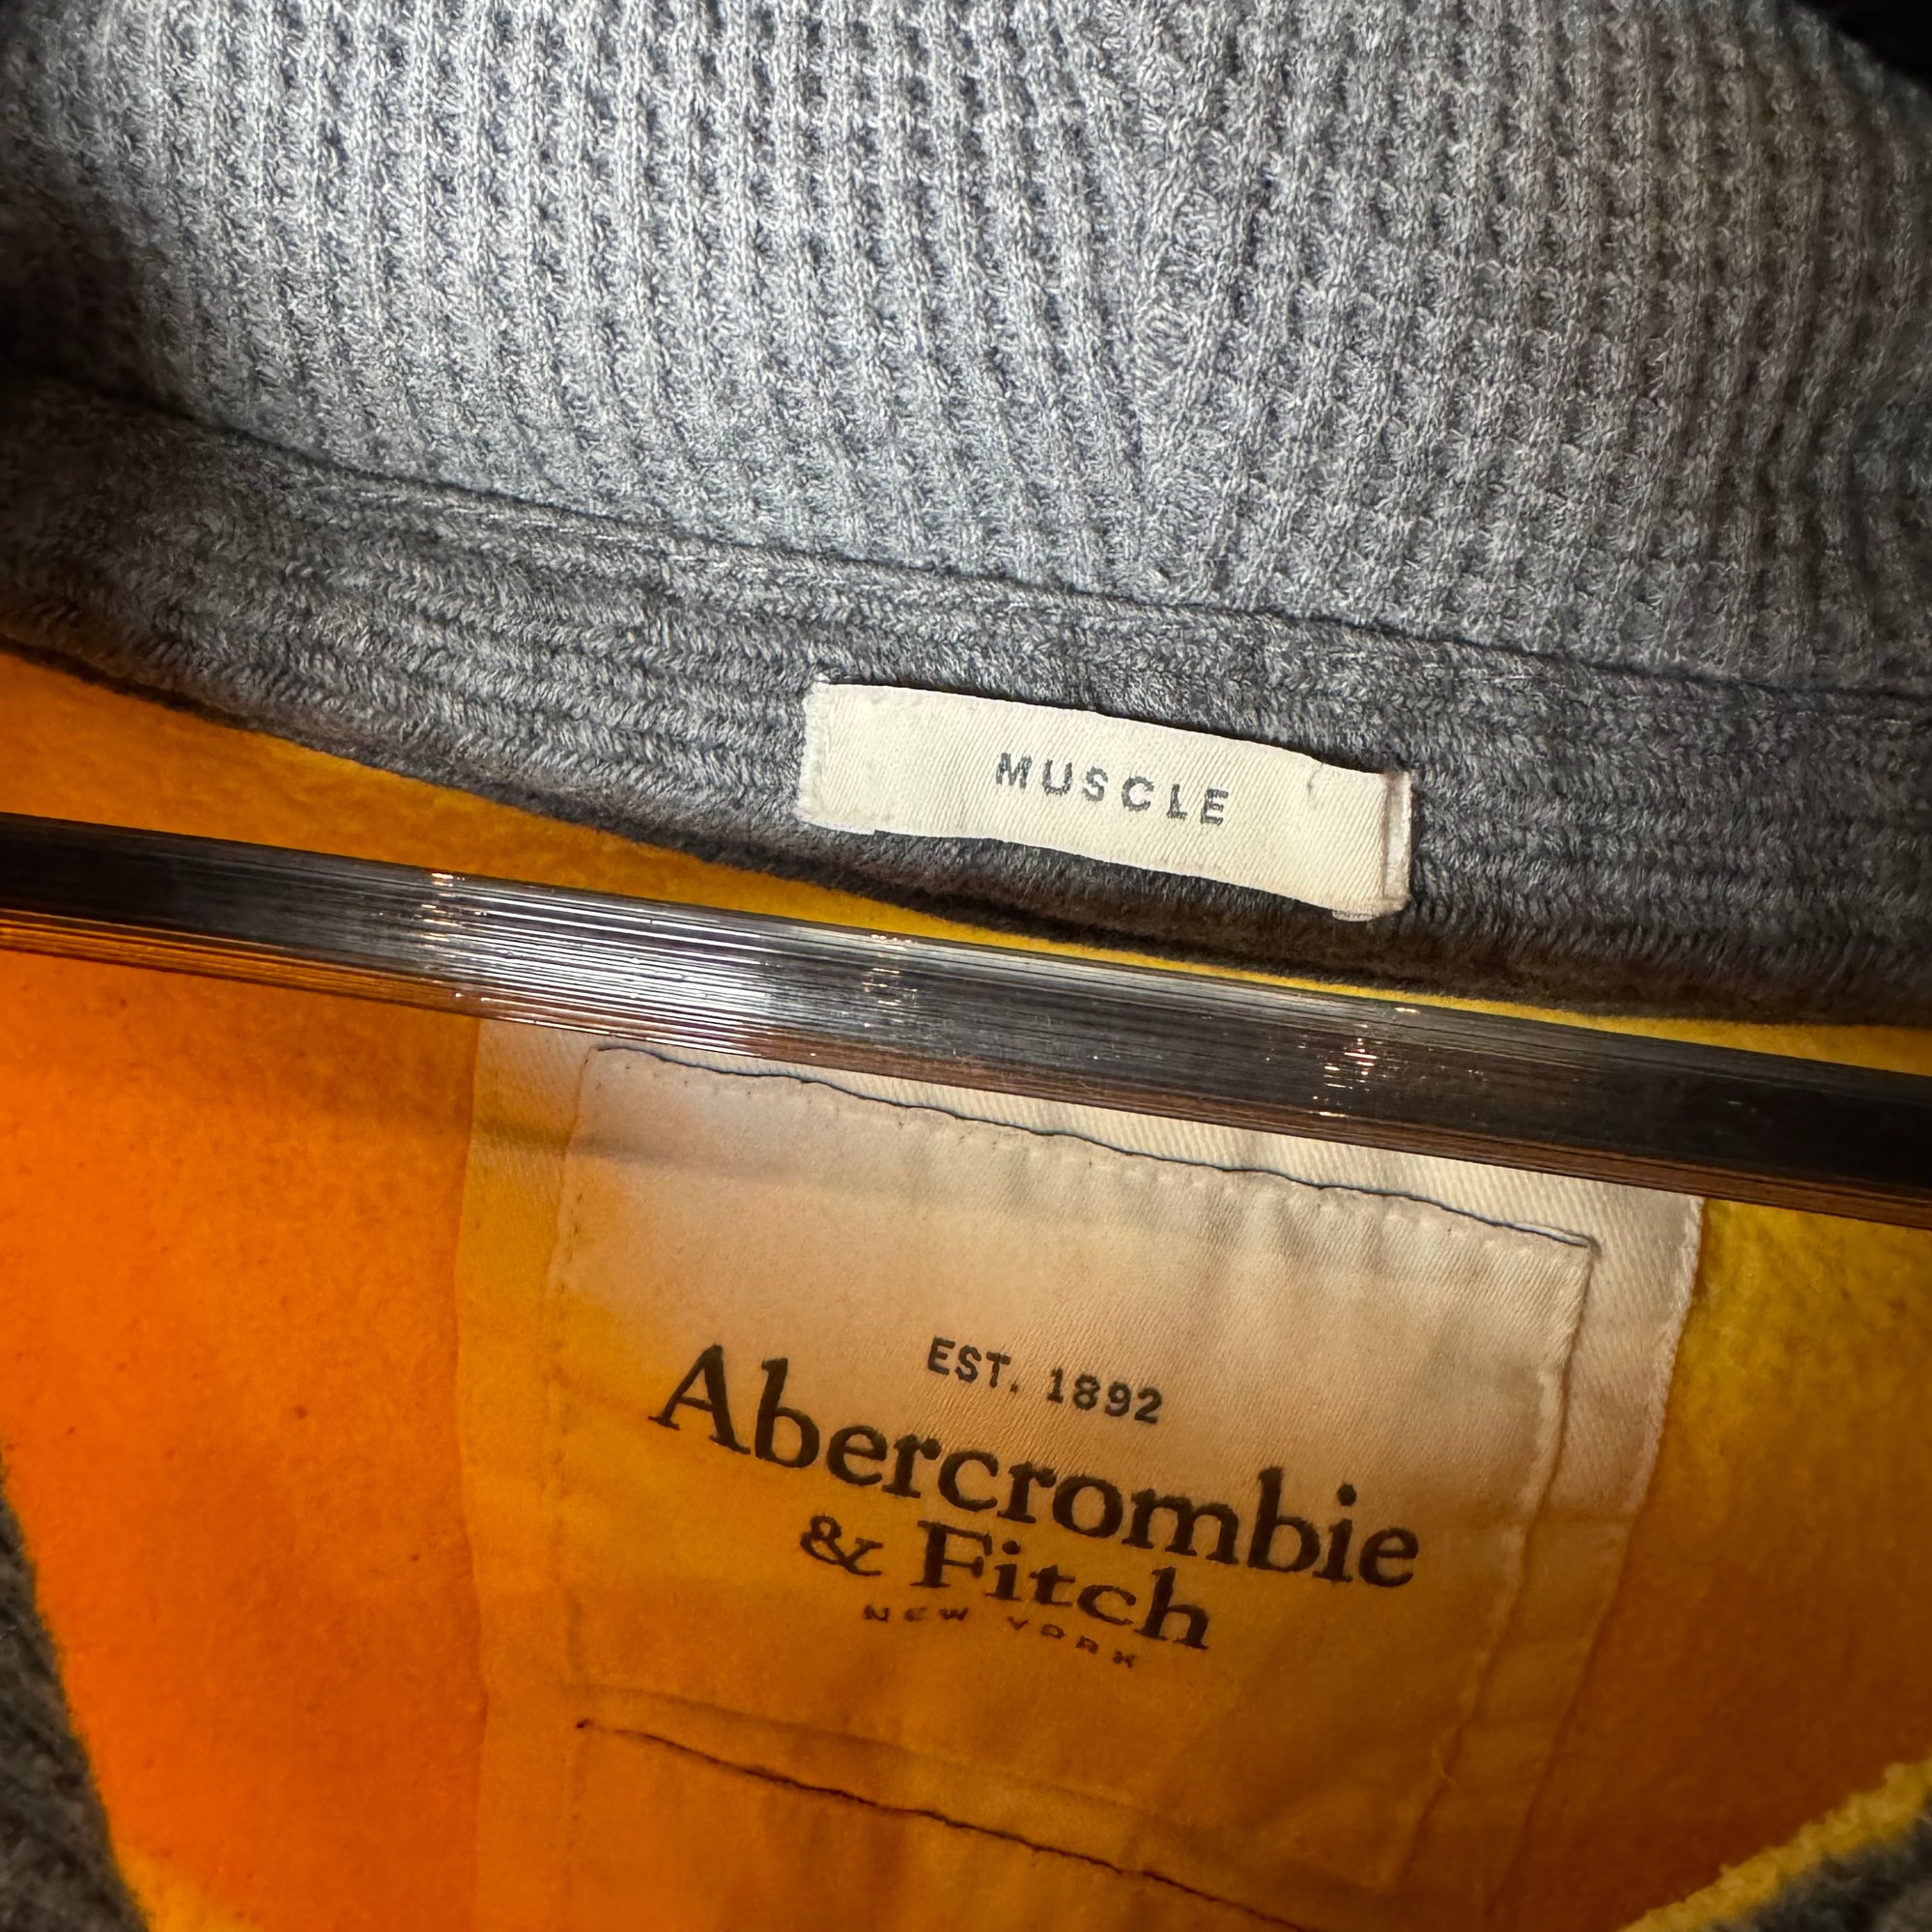 MUSCLE
EST. 1892
Abercrombie
& Fitch
NEW YORK